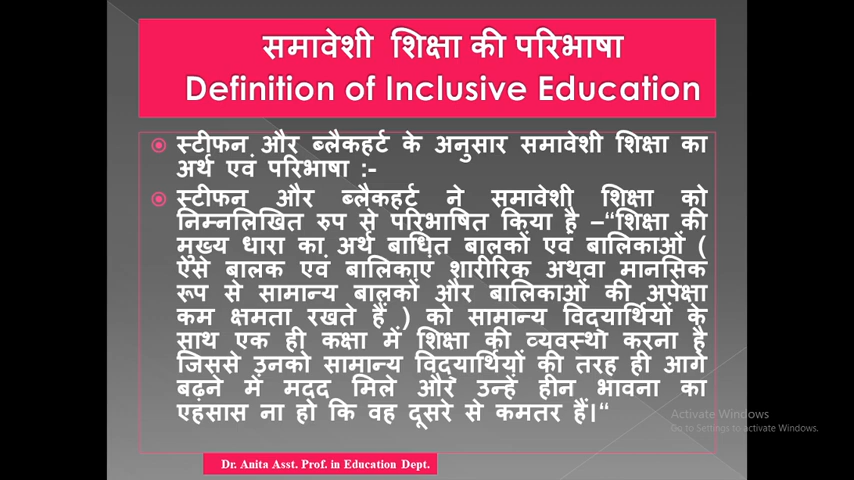 समावेशी शिक्षा की परिभाषा
Definition of Inclusive Education
स्टीफन और ब्लैकहर्ट के अनुसार समावेशी शिक्षा का
अर्थ एवं परिभाषा :-
स्टीफन और ब्लैकहर्ट ने समावेशी शिक्षा को
निम्नलिखित रुप से परिभाषित किया है –“शिक्षा की
मुख्य धारा का अर्थ बाधित बालकों एवं बालिकाओं (
ऐसे बालक एवं बालिकाएं शारीरिक अथवा मानसिक
रूप से सामान्य बालकों और बालिकाओं की अपेक्षा
कम क्षमता रखते हैं ) को सामान्य विद्यार्थियों के
साथ एक ही कक्षा में शिक्षा की व्यवस्था करना है
जिससे उनको सामान्य विद्यार्थियों की तरह ही आगे
बढ़ने में मदद मिले और उन्हें हीन भावना का
एहसास ना हो कि वह दूसरे से कमतर हैं।“
Activate Windows
Go to Settings to activate Windows.
Dr. Anita Asst. Prof. in Education Dept.